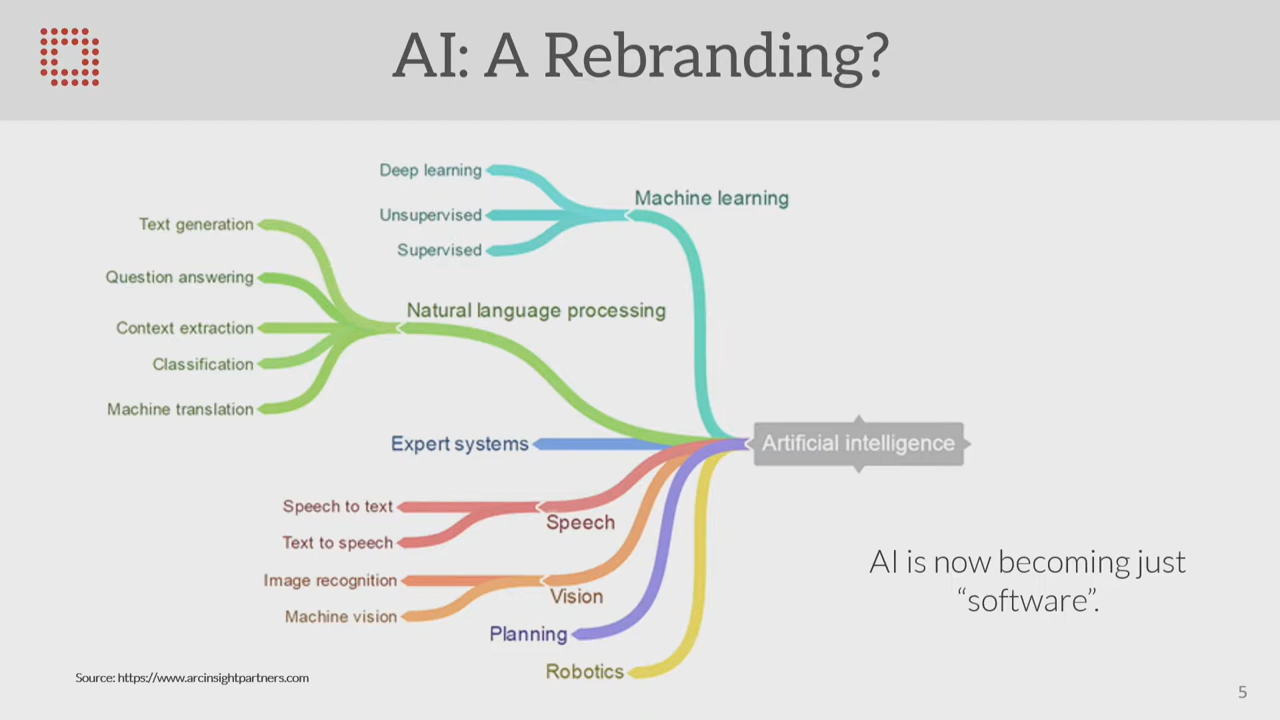 AI: A Rebranding?
Deep learning
Unsupervised
Supervised
Machine learning
Text generation
Question answering
Context extraction
Classification
Machine translation
Natural language processing
Expert systems
Artificial intelligence
Speech to text
Text to speech
Speech
Image recognition
Machine vision
Vision
Planning
Robotics
AI is now becoming just
“software”.
Source: https://www.arcinsightpartners.com
5